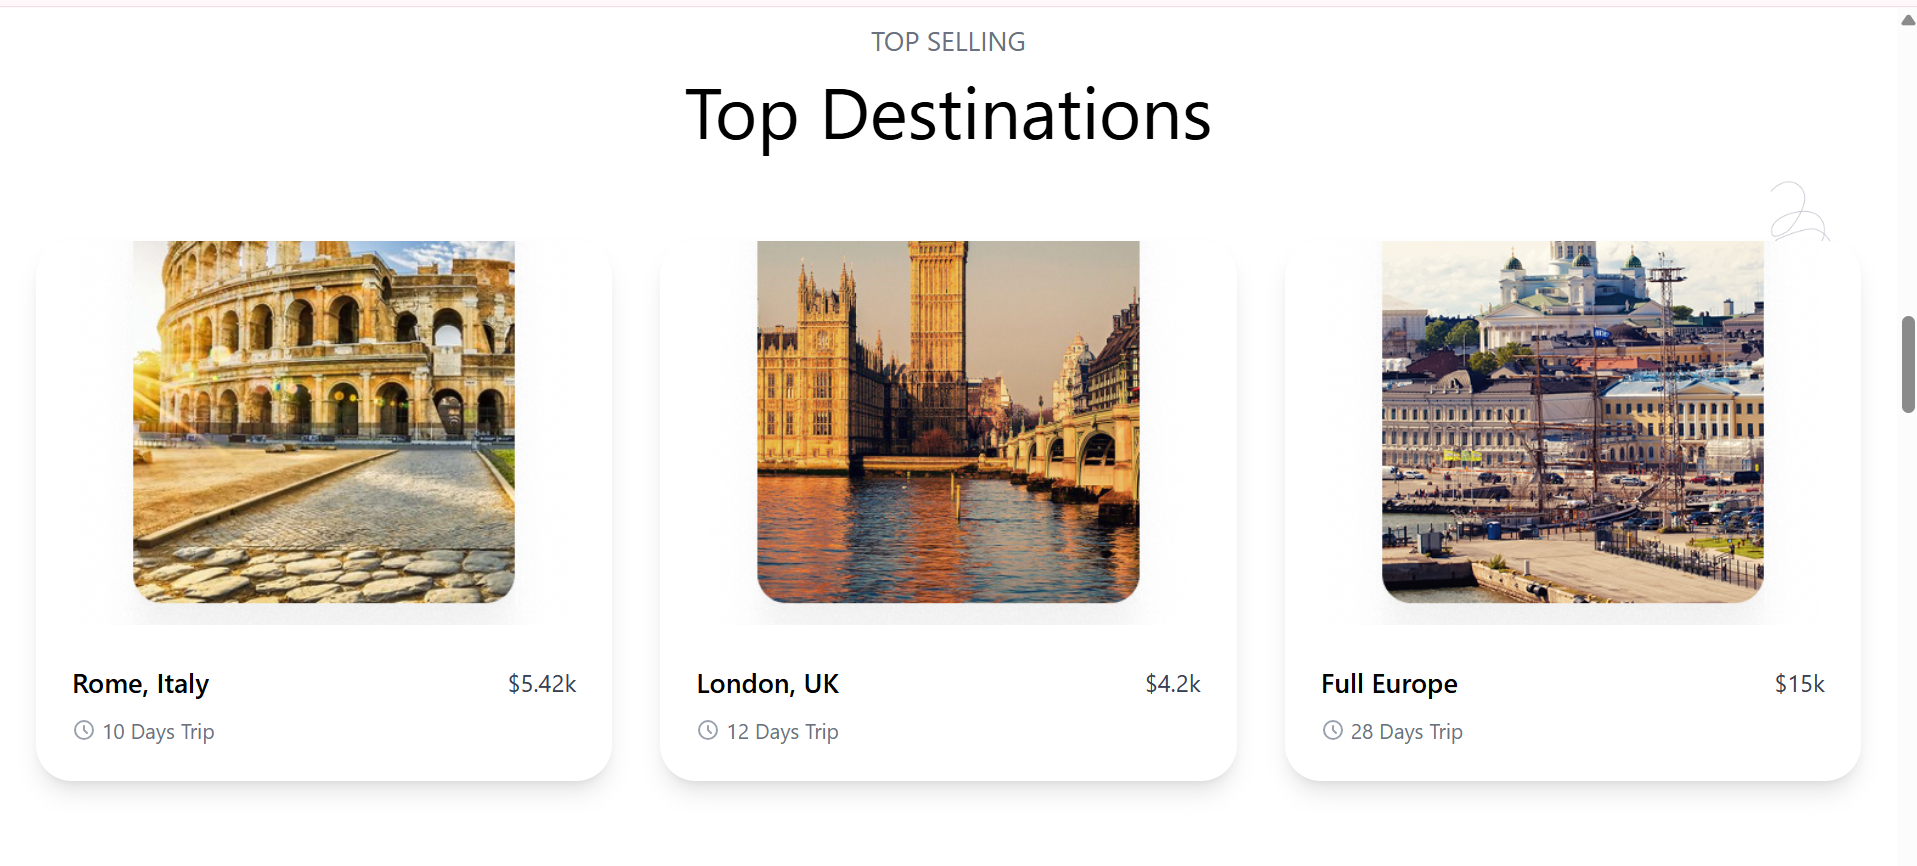 TOP SELLING
Top Destinations
Rome, Italy
$5.42k
10 Days Trip
London, UK
$4.2k
12 Days Trip
Full Europe
$15k
28 Days Trip